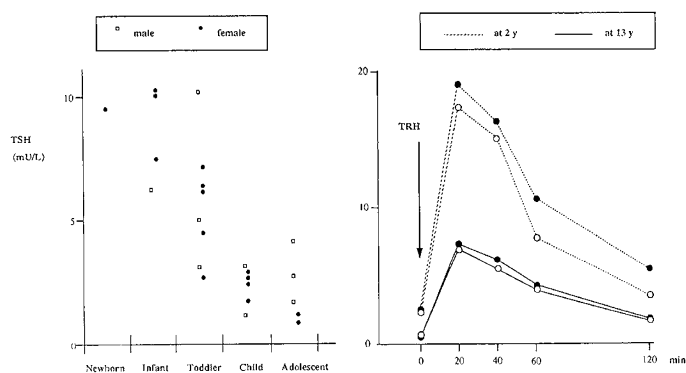 male female
at 2 y at 13 y
TSH
(mU/L)
10
5
0
Newborn Infant Toddler Child Adolescent
20
10
0
TRH
0 20 40 60 120 min